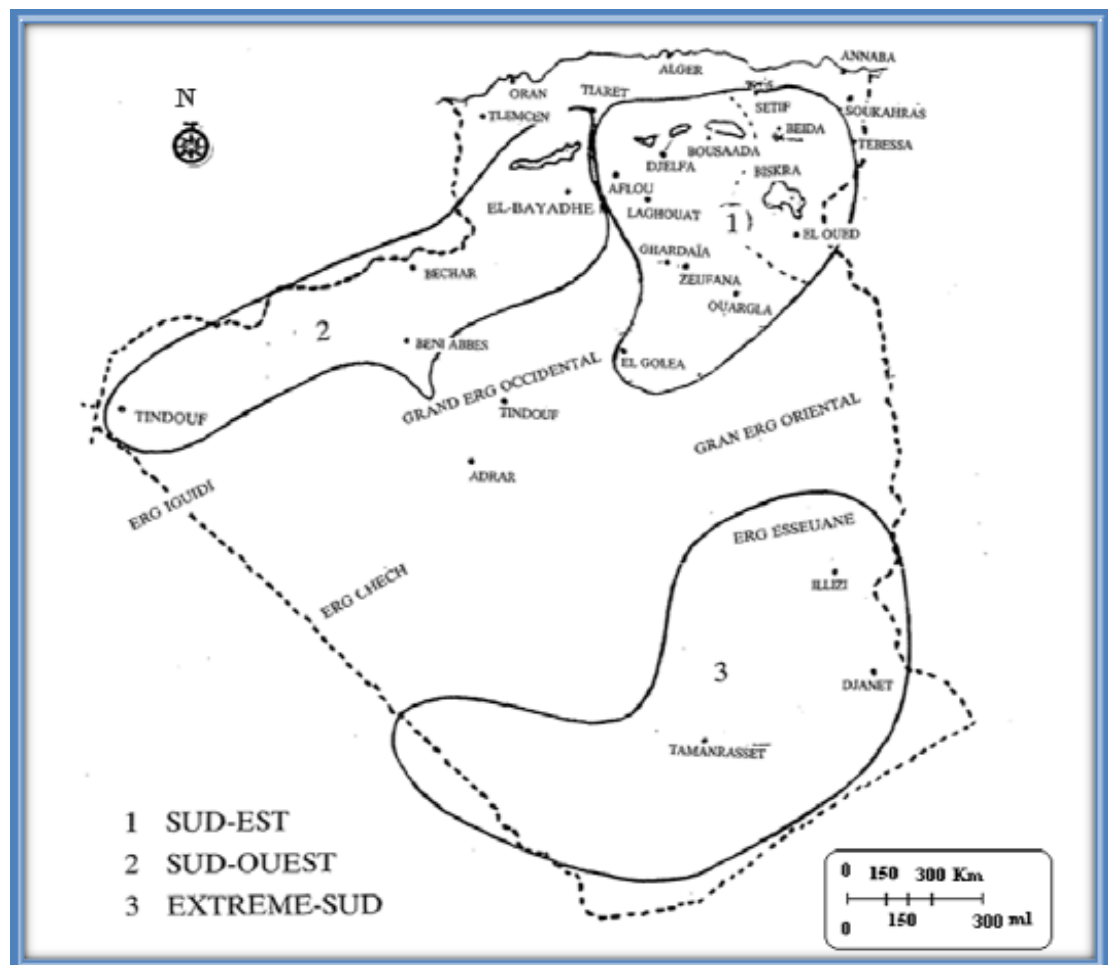 ANNABA
ALGER
N
ORAN
TIARET
SETIF
SOUKAHRAS
TLEMCEN
BEIDA
TEBESSA
BOUSAADA
DJELFA
BISKRA
AFLOU
EL-BAYADHE
LAGHOUAT
1)
EL OUED
GHARDAÏA
BECHAR
ZEUFANA
OUARGLA
2
BENI ABBES
EL GOLEA
GRAND ERG OCCIDENTAL
TINDOUF
TINDOUF
GRAN ERG ORIENTAL
ADRAR
ERG IGUIDI
ERG ESSEUANE
ERG CHECH
ILLIZI
3
DJANET
TAMANRASSET
1 SUD-EST
2 SUD-OUEST
3 EXTREME-SUD
0 150 300 Km
0 150 300 ml